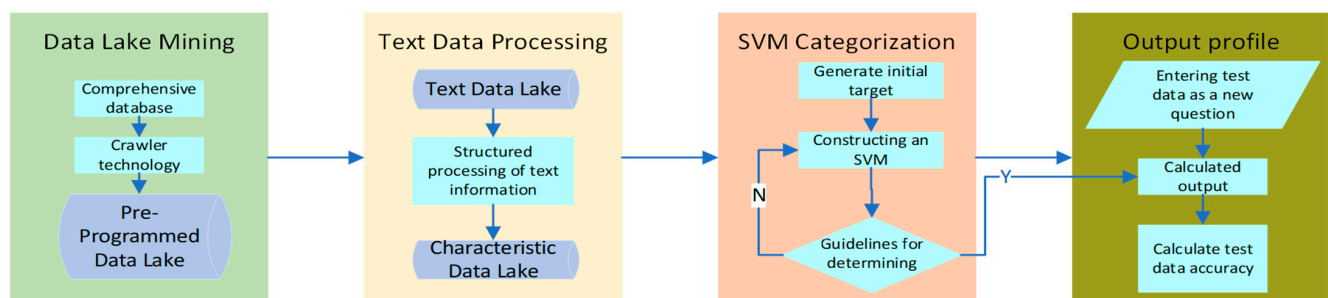 Data Lake Mining
Comprehensive
database
Crawler
technology
Pre-
Programmed
Data Lake
Text Data Processing
Text Data Lake
Structured
processing of text
information
Characteristic
Data Lake
SVM Categorization
Generate initial
target
Constructing an
SVM
N
Guidelines for
determining
Y
Output profile
Entering test
data as a new
question
Calculated
output
Calculate test
data accuracy